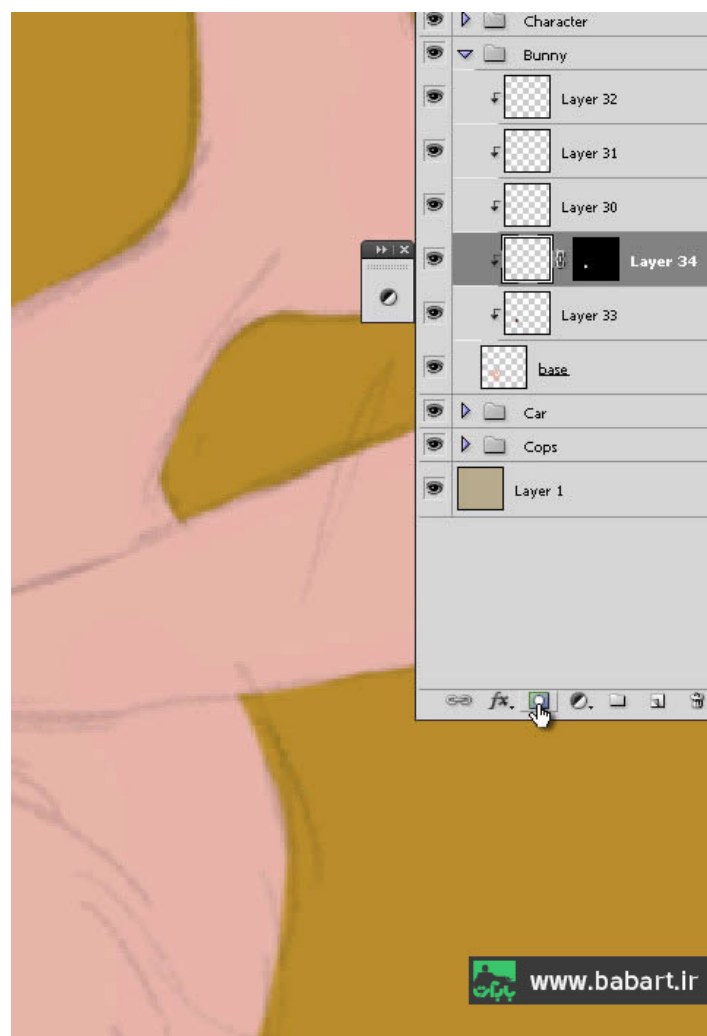 Character
Bunny
Layer 32
Layer 31
Layer 30
Layer 34
Layer 33
base
Car
Cops
Layer 1
fx.
www.babart.ir
بابآرت